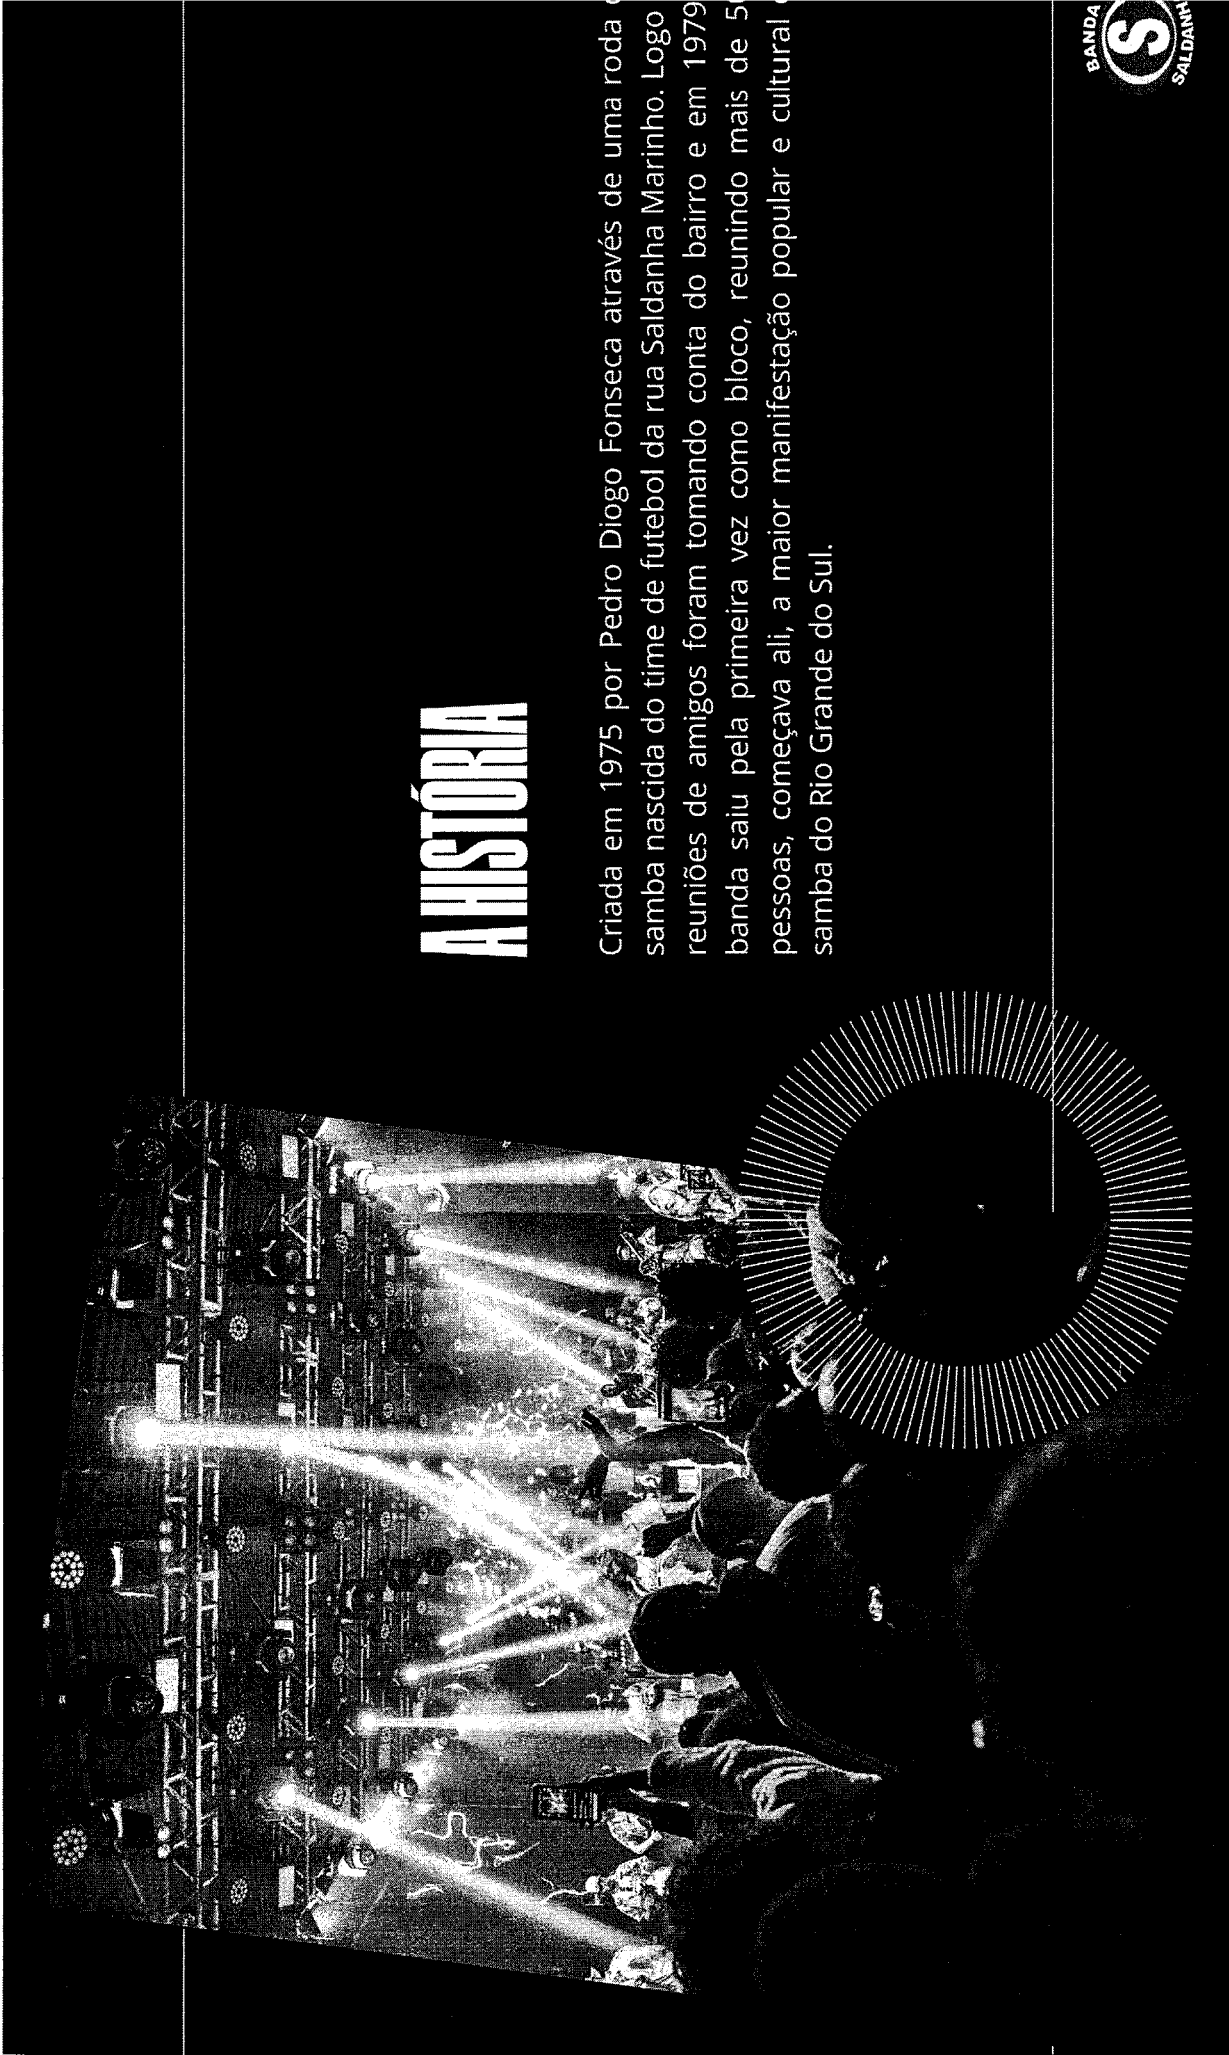 A HISTÓRIA
Criada em 1975 por Pedro Diogo Fonseca através de uma roda
samba nascida do time de futebol da rua Saldanha Marinho. Logo
reuniões de amigos foram tomando conta do bairro e em 1979
banda saiu pela primeira vez como bloco, reunindo mais de
pessoas, começava ali, a maior manifestação popular e cultural
samba do Rio Grande do Sul.
BANDA
S